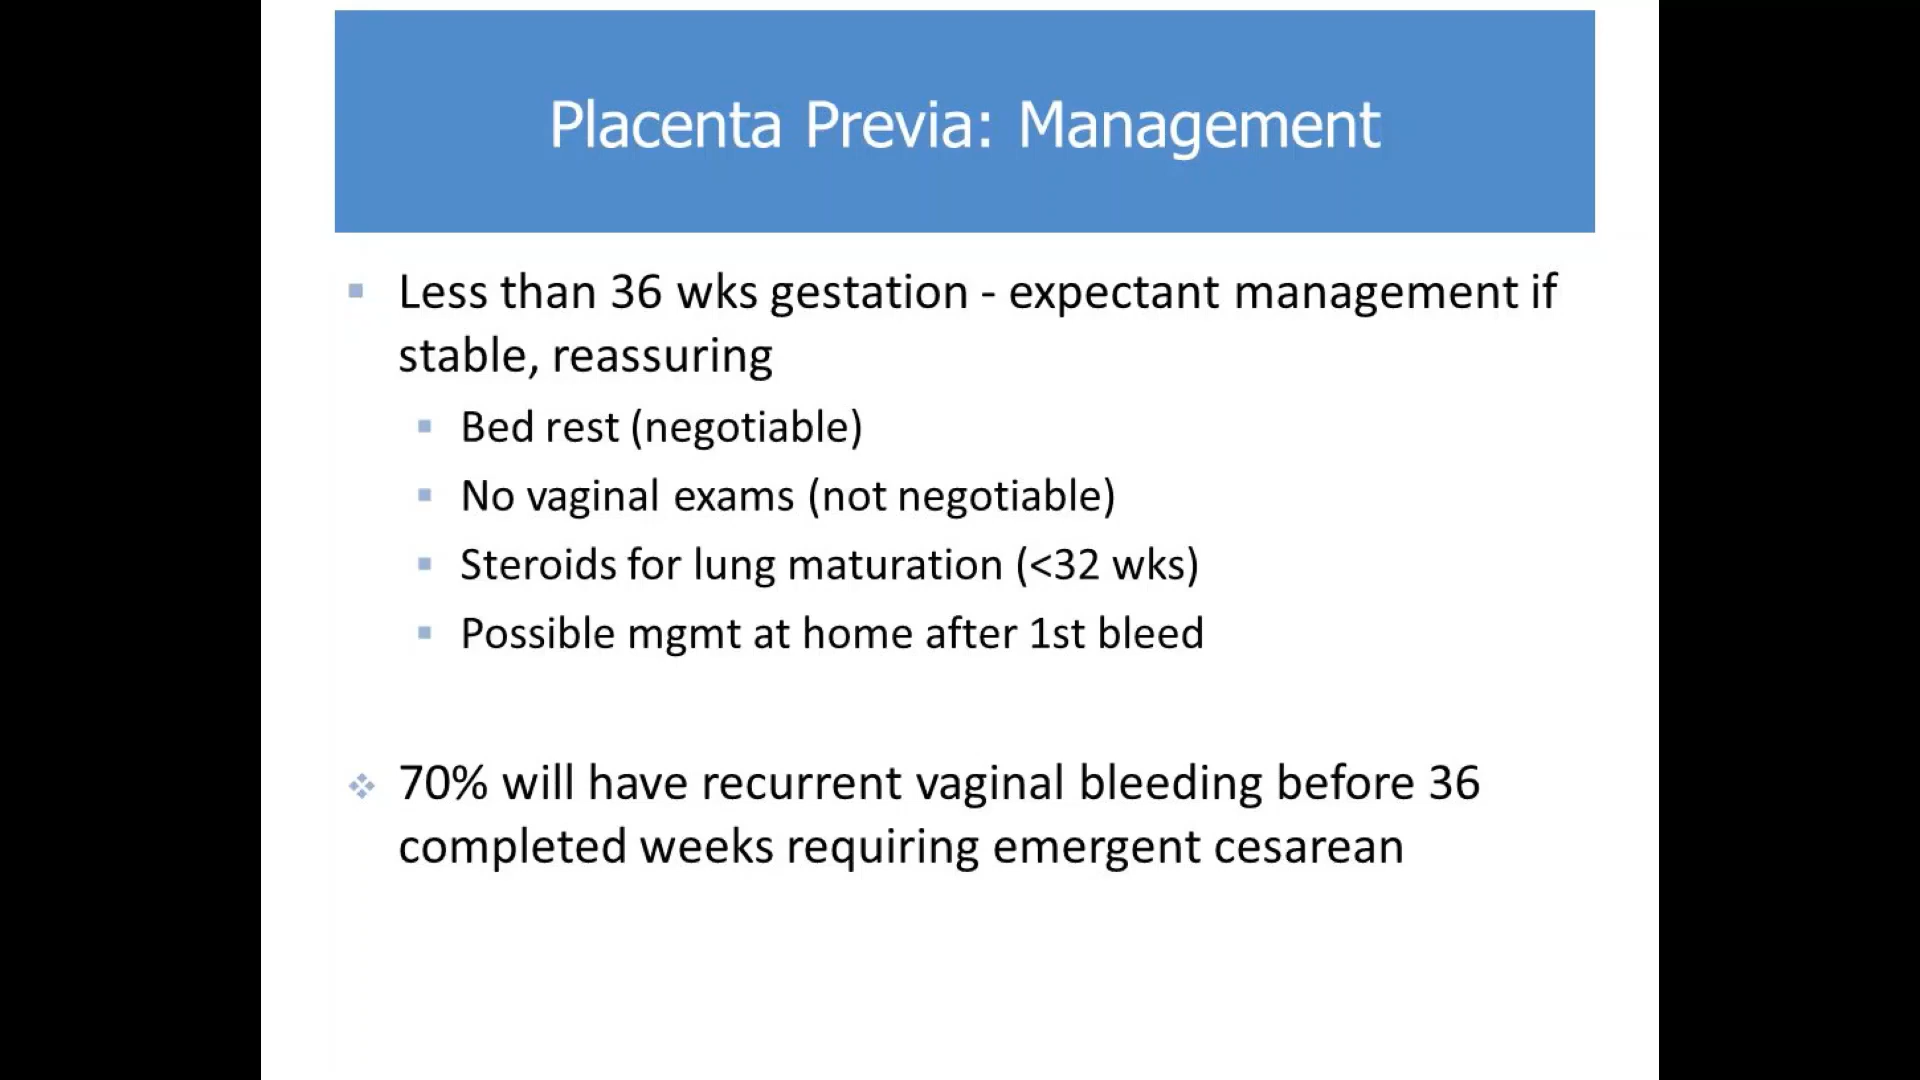 Placenta Previa: Management
Less than 36 wks gestation - expectant management if
stable, reassuring
Bed rest (negotiable)
No vaginal exams (not negotiable)
Steroids for lung maturation (<32 wks)
Possible mgmt at home after 1st bleed
70% will have recurrent vaginal bleeding before 36
completed weeks requiring emergent cesarean